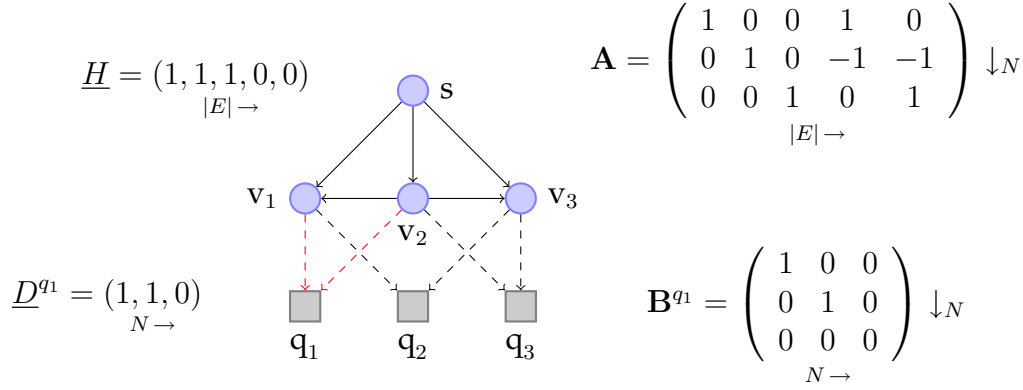 H = (1, 1, 1, 0, 0)
|E| →
s
A = ( 1 0 0 1 0
0 1 0 −1 −1
0 0 1 0 1 ) ↓N
|E| →
v1
v2
v3
D^q1 = (1, 1, 0)
N →
q1
q2
q3
B^q1 = ( 1 0 0
0 1 0
0 0 0 ) ↓N
N →